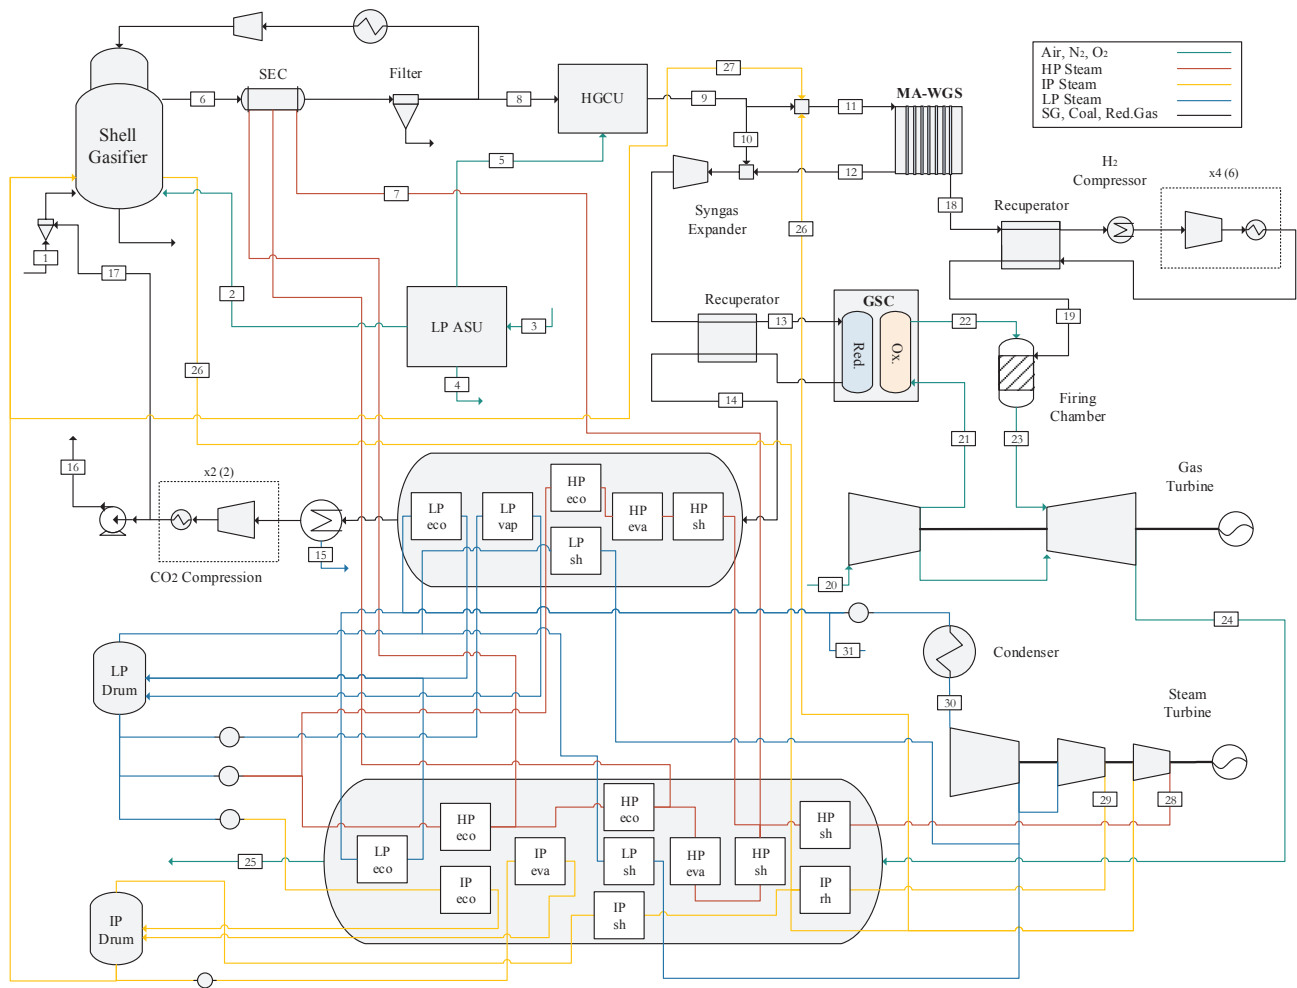 Air, N2, O2
HP Steam
IP Steam
LP Steam
SG, Coal, Red.Gas
SEC
Filter
27
6
8
HGCU
9
11
MA-WGS
Shell
Gasifier
10
H2
Compressor
x4 (6)
5
12
7
Syngas
Expander
18
Recuperator
26
1
17
2
LP ASU
3
Recuperator
13
GSC
Red.
Ox.
22
19
26
4
14
Firing
Chamber
21
23
16
x2 (2)
CO2 Compression
15
LP
eco
LP
vap
HP
eco
HP
eva
HP
sh
LP
sh
Gas
Turbine
20
24
31
Condenser
30
Steam
Turbine
LP
Drum
29
28
25
HP
eco
HP
eco
HP
sh
LP
eco
IP
eva
LP
sh
HP
eva
HP
sh
IP
eco
IP
sh
IP
rh
IP
Drum